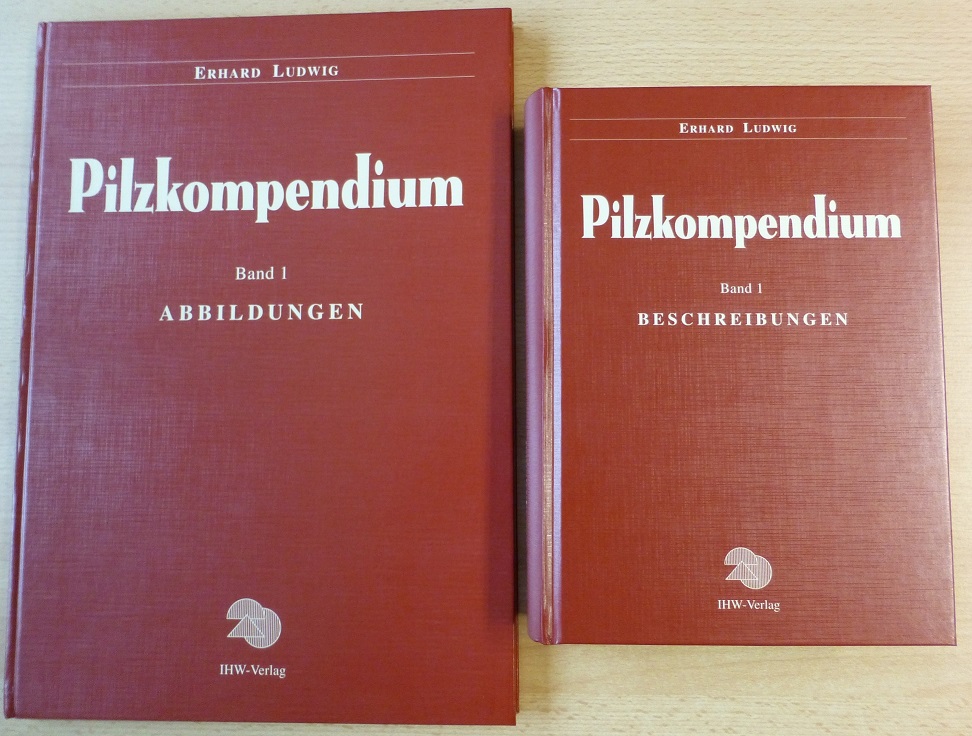 ERHARD LUDWIG
Pilzkompendium
Band 1
ABBILDUNGEN
IHW-Verlag
ERHARD LUDWIG
Pilzkompendium
Band 1
BESCHREIBUNGEN
IHW-Verlag